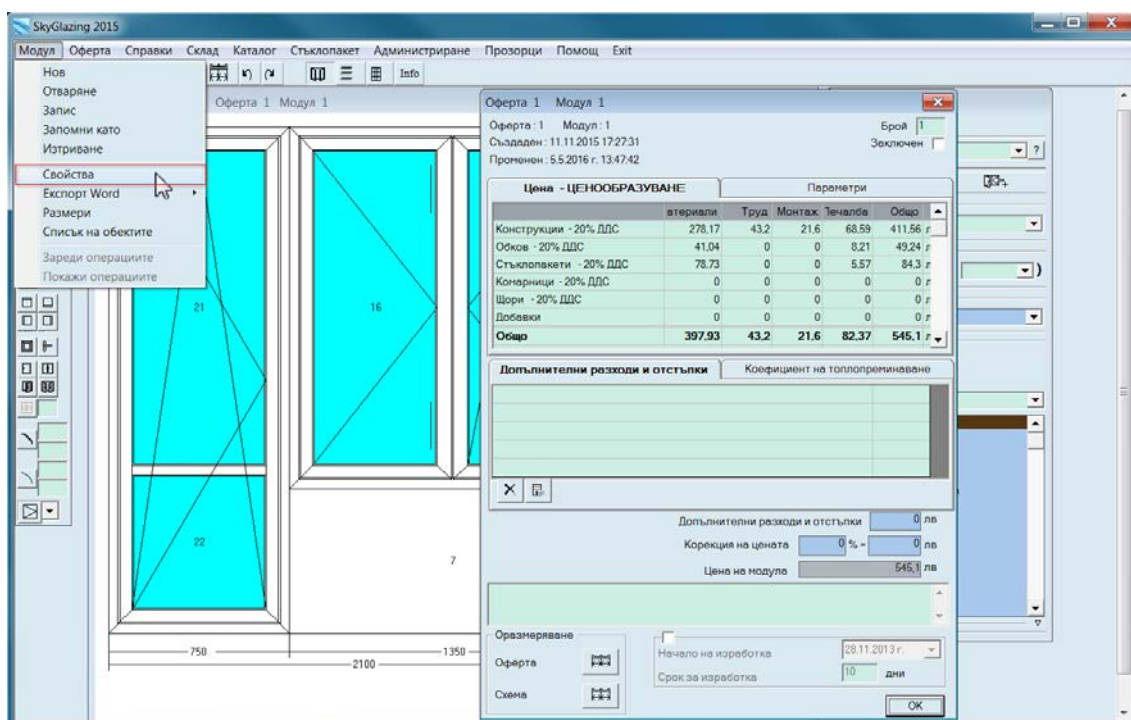 SkyGlazing 2015
Модул Оферта Справки Склад Каталог Стъклопакет Администриране Прозорци Помощ Exit
Нов
Отваряне
Запис
Запомни като
Изтриване
Свойства
Експорт Word
Размери
Списък на обектите
Зареди операциите
Покажи операциите
Info
Оферта 1 Модул 1
21
16
22
7
750
1350
2100
Оферта 1 Модул 1
Оферта : 1 Модул : 1
Брой 1
Създаден : 11.11.2015 17:27:31
Заключен
Променен : 5.5.2016 г. 13:47:42
Цена - ЦЕНООБРАЗУВАНЕ Параметри
атериали Труд Монтаж Печалба Общо
Конструкции - 20% ДДС 278,17 43,2 21,6 68,59 411,56 л
Обков - 20% ДДС 41,04 0 0 8,21 49,24 л
Стъклопакети - 20% ДДС 78,73 0 0 5,57 84,3 л
Комарници - 20% ДДС 0 0 0 0 0 л
Щори - 20% ДДС 0 0 0 0 0 л
Добавки 0 0 0 0 0 л
Общо 397,93 43,2 21,6 82,37 545,1 л
Допълнителни разходи и отстъпки Коефициент на топлопреминаване
Допълнителни разходи и отстъпки 0 лв
Корекция на цената 0 % = 0 лв
Цена на модула 545,1 лв
Оразмеряване
Оферта
Схема
Начало на изработка 28.11.2013 г.
Срок за изработка 10 дни
OK
?
)